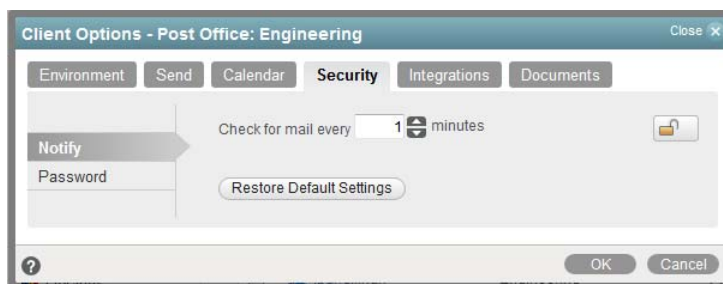 Client Options - Post Office: Engineering
Close x
Environment Send Calendar Security Integrations Documents
Check for mail every 1 minutes
Notify
Password
Restore Default Settings
?
OK Cancel